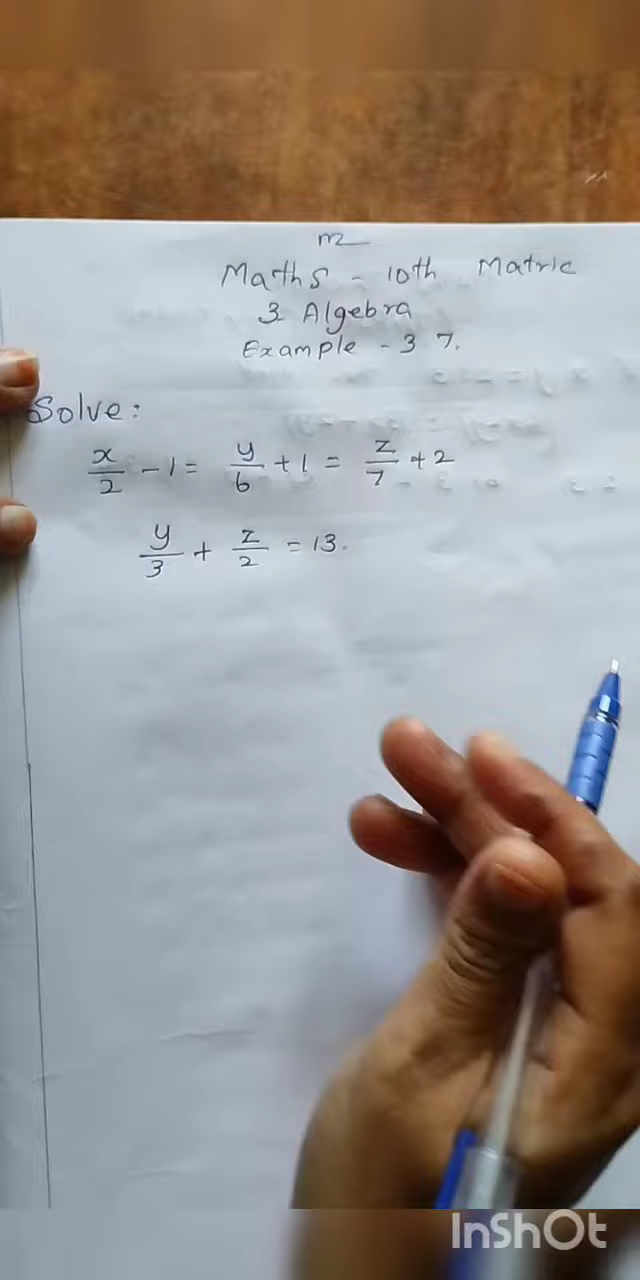 m
Maths - 10th Matric
3 Algebra
Example - 3 7.
Solve:
x/2 - 1 = y/6 + 1 = z/7 + 2
y/3 + z/2 = 13.
InShOt